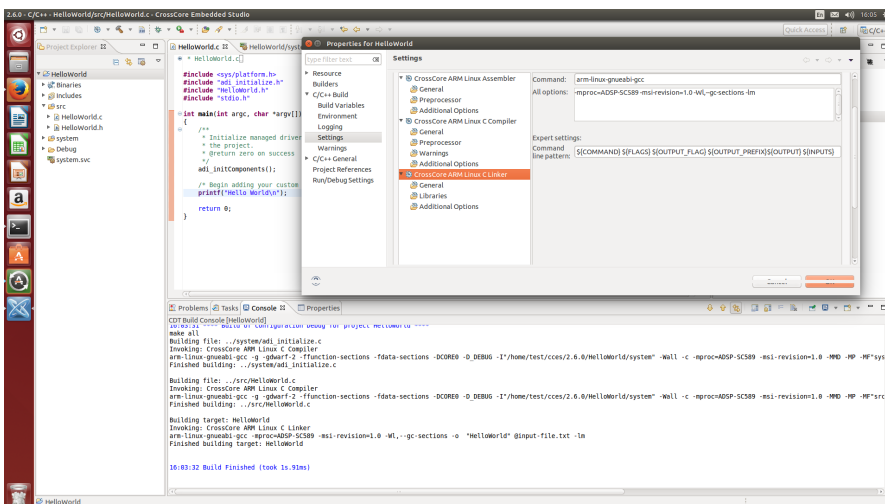 2.6.0 - C/C++ - HelloWorld/src/HelloWorld.c - CrossCore Embedded Studio
En
16:05
Quick Access
C/C++
Project Explorer
HelloWorld
Binaries
Includes
src
HelloWorld.c
HelloWorld.h
system
Debug
system.svc
HelloWorld.c
HelloWorld/syst
* HelloWorld.c
#include <sys/platform.h>
#include "adi_initialize.h"
#include "HelloWorld.h"
#include "stdio.h"
int main(int argc, char *argv[])
/**
* Initialize managed driver
* the project.
* @return zero on success
*/
adi_initComponents();
/* Begin adding your custom
printf("Hello World\n");
return 0;
}
Properties for HelloWorld
type filter text
Resource
Builders
C/C++ Build
Build Variables
Environment
Logging
Settings
Warnings
C/C++ General
Project References
Run/Debug Settings
Settings
CrossCore ARM Linux Assembler
General
Preprocessor
Additional Options
CrossCore ARM Linux C Compiler
General
Preprocessor
Warnings
Additional Options
CrossCore ARM Linux C Linker
General
Libraries
Additional Options
Command: arm-linux-gnueabi-gcc
All options: -mproc=ADSP-SC589 -msi-revision=1.0 -Wl,--gc-sections -lm
Expert settings:
Command line pattern: ${COMMAND} ${FLAGS} ${OUTPUT_FLAG} ${OUTPUT_PREFIX}${OUTPUT} ${INPUTS}
Cancel
Problems Tasks Console Properties
CDT Build Console [HelloWorld]
16:03:31 **** Build of configuration Debug for project HelloWorld ****
make all
Building file: ../system/adi_initialize.c
Invoking: CrossCore ARM Linux C Compiler
arm-linux-gnueabi-gcc -g -gdwarf-2 -ffunction-sections -fdata-sections -DCORE0 -D_DEBUG -I"/home/test/cces/2.6.0/HelloWorld/system" -Wall -c -mproc=ADSP-SC589 -msi-revision=1.0 -MMD -MP -MF"sys
Finished building: ../system/adi_initialize.c
Building file: ../src/HelloWorld.c
Invoking: CrossCore ARM Linux C Compiler
arm-linux-gnueabi-gcc -g -gdwarf-2 -ffunction-sections -fdata-sections -DCORE0 -D_DEBUG -I"/home/test/cces/2.6.0/HelloWorld/system" -Wall -c -mproc=ADSP-SC589 -msi-revision=1.0 -MMD -MP -MF"src
Finished building: ../src/HelloWorld.c
Building target: HelloWorld
Invoking: CrossCore ARM Linux C Linker
arm-linux-gnueabi-gcc -mproc=ADSP-SC589 -msi-revision=1.0 -Wl,--gc-sections -o "HelloWorld" @input-file.txt -lm
Finished building target: HelloWorld
16:03:32 Build Finished (took 1s.91ms)
HelloWorld